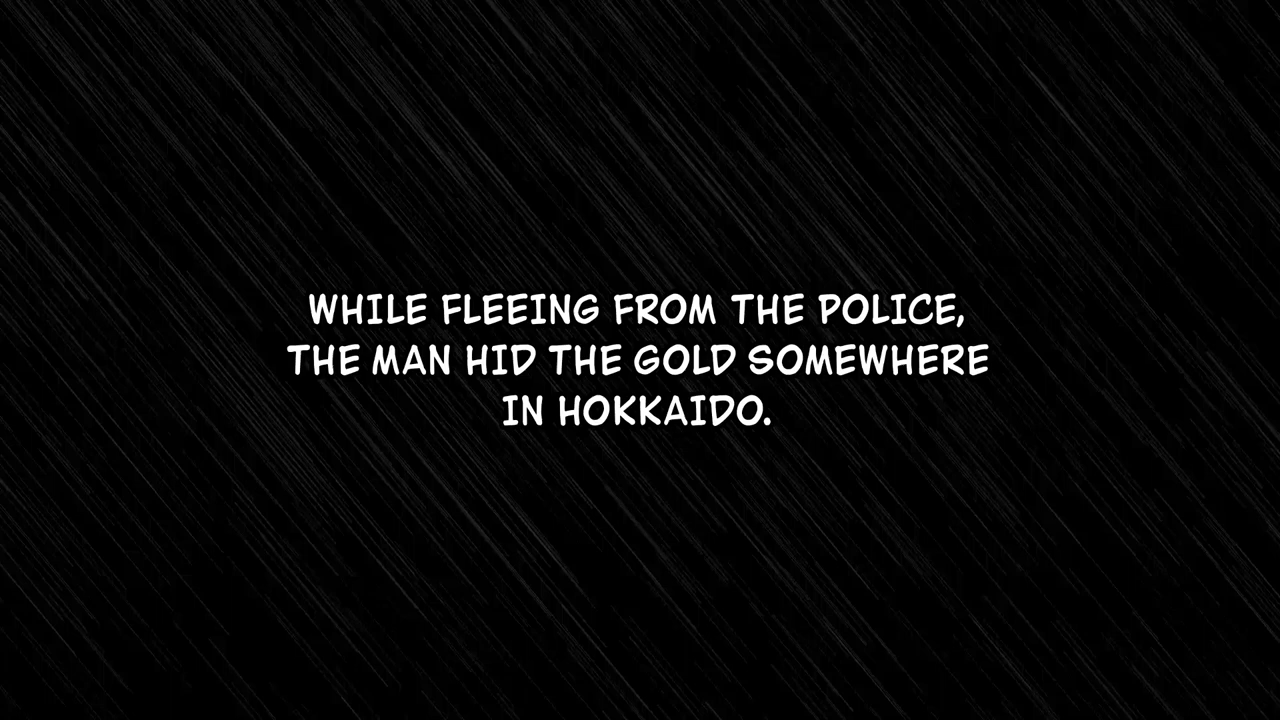 WHILE FLEEING FROM THE POLICE,
THE MAN HID THE GOLD SOMEWHERE
IN HOKKAIDO.